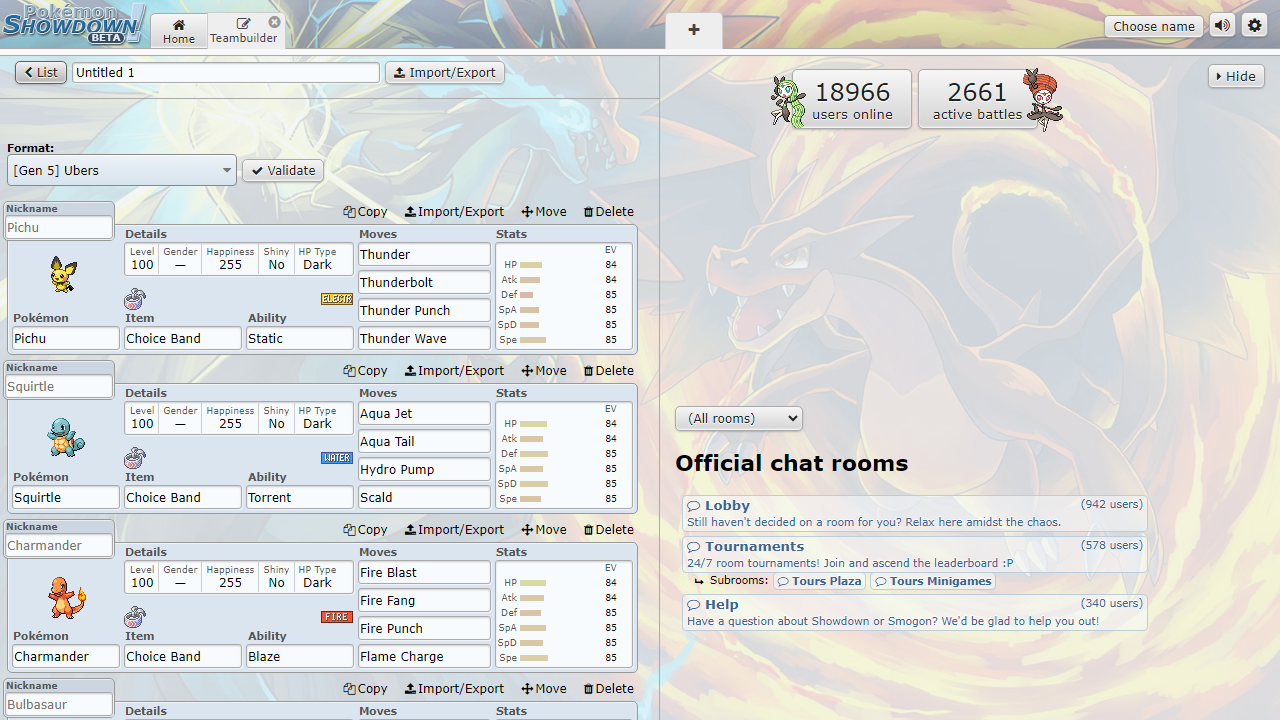 Pokémon
SHOWDOWN!
BETA
Home
Teambuilder
+
Choose name
List
Untitled 1
Import/Export
Format:
[Gen 5] Ubers
Validate
Nickname
Pichu
Copy Import/Export Move Delete
Details Moves Stats
Level Gender Happiness Shiny HP Type
100 — 255 No Dark
ELECTR
Pokémon Item Ability
Pichu Choice Band Static
Thunder
Thunderbolt
Thunder Punch
Thunder Wave
EV
HP 84
Atk 84
Def 85
SpA 85
SpD 85
Spe 85
Nickname
Squirtle
Copy Import/Export Move Delete
Details Moves Stats
Level Gender Happiness Shiny HP Type
100 — 255 No Dark
WATER
Pokémon Item Ability
Squirtle Choice Band Torrent
Aqua Jet
Aqua Tail
Hydro Pump
Scald
EV
HP 84
Atk 84
Def 85
SpA 85
SpD 85
Spe 85
Nickname
Charmander
Copy Import/Export Move Delete
Details Moves Stats
Level Gender Happiness Shiny HP Type
100 — 255 No Dark
FIRE
Pokémon Item Ability
Charmander Choice Band Blaze
Fire Blast
Fire Fang
Fire Punch
Flame Charge
EV
HP 84
Atk 84
Def 85
SpA 85
SpD 85
Spe 85
Nickname
Bulbasaur
Copy Import/Export Move Delete
Details Moves Stats
18966
users online
2661
active battles
Hide
(All rooms)
Official chat rooms
Lobby (942 users)
Still haven't decided on a room for you? Relax here amidst the chaos.
Tournaments (578 users)
24/7 room tournaments! Join and ascend the leaderboard :P
Subrooms: Tours Plaza Tours Minigames
Help (340 users)
Have a question about Showdown or Smogon? We'd be glad to help you out!